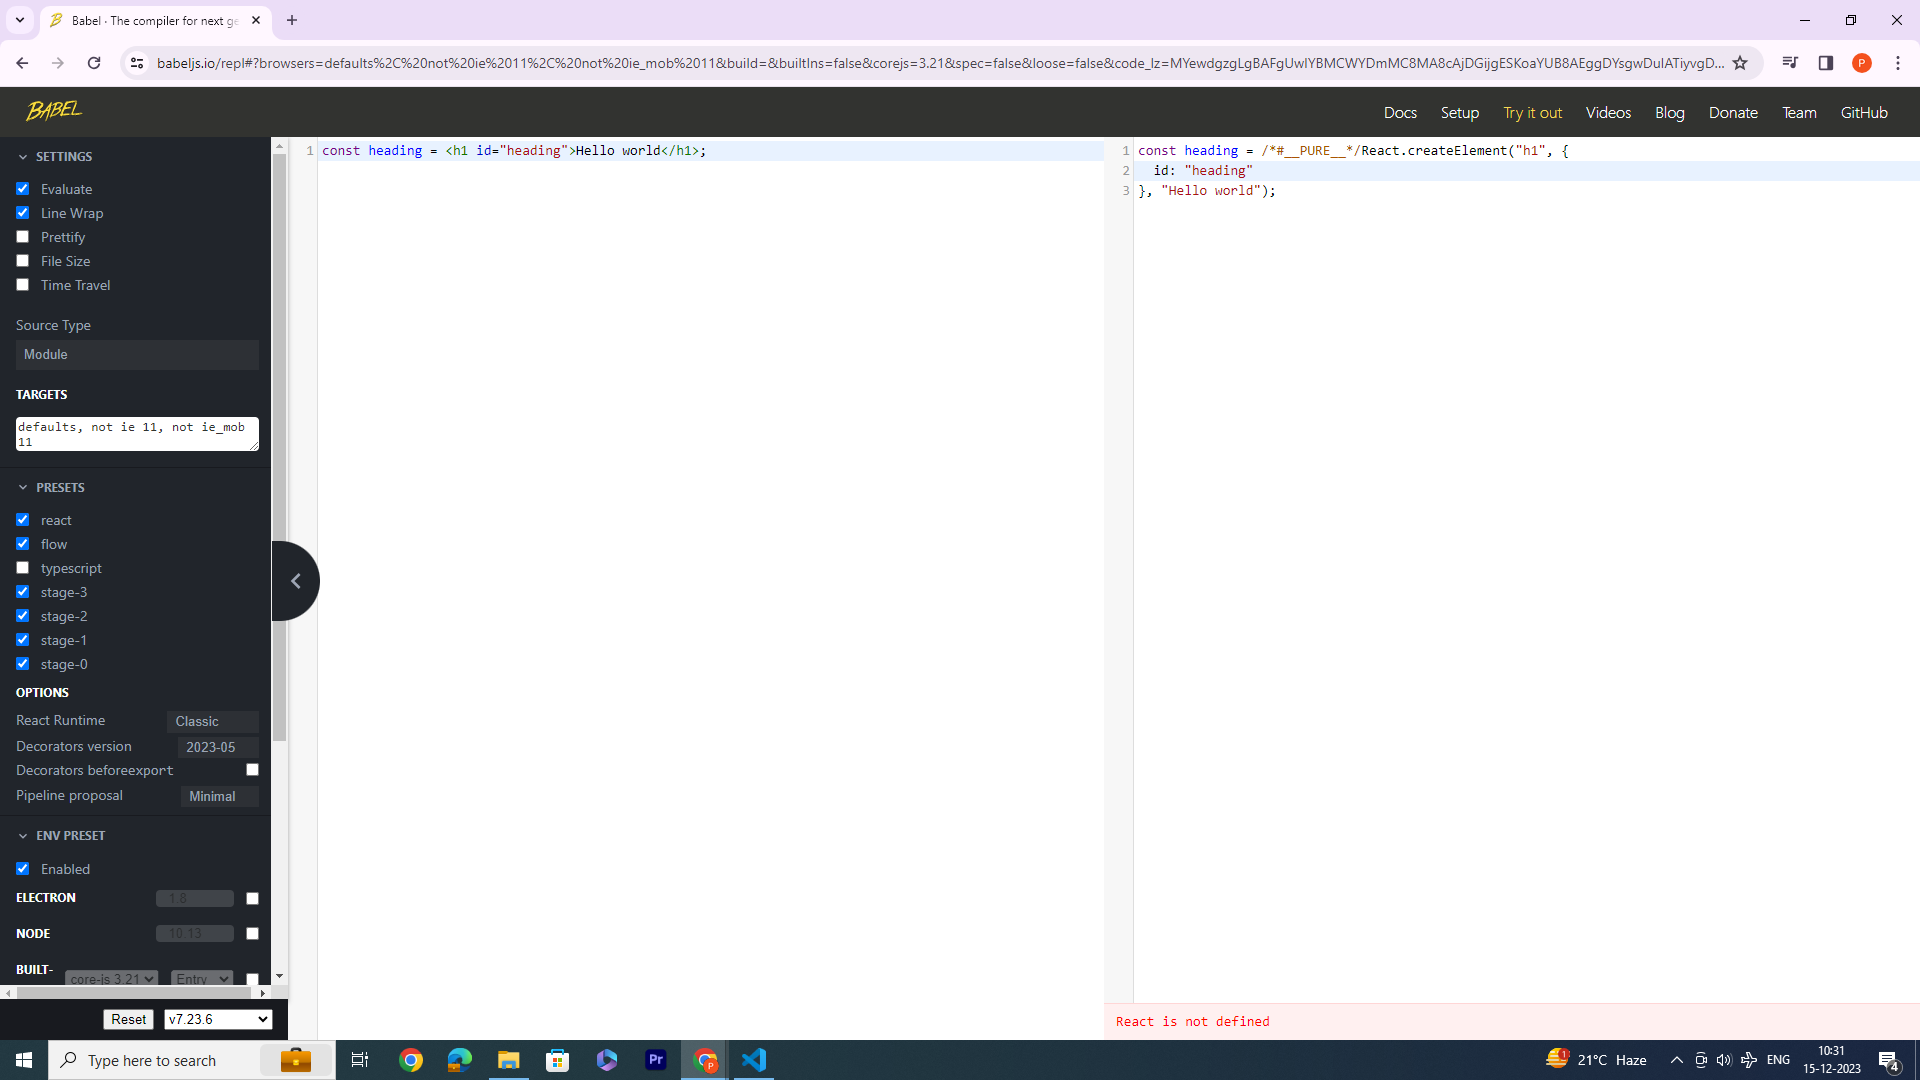 Babel · The compiler for next ge
babeljs.io/repl#?browsers=defaults%2C%20not%20ie%2011%2C%20not%20ie_mob%2011&build=&builtIns=false&corejs=3.21&spec=false&loose=false&code_lz=MYewdgzgLgBAFgUwIYBMCWYDmMC8MA8cAjDGijgESKoaYUB8AEggDYsgwDuIATiyvgD...
P
BABEL
Docs Setup Try it out Videos Blog Donate Team GitHub
SETTINGS
Evaluate
Line Wrap
Prettify
File Size
Time Travel
Source Type
Module
TARGETS
defaults, not ie 11, not ie_mob
11
PRESETS
react
flow
typescript
stage-3
stage-2
stage-1
stage-0
OPTIONS
React Runtime Classic
Decorators version 2023-05
Decorators beforeexport
Pipeline proposal Minimal
ENV PRESET
Enabled
ELECTRON 1.8
NODE 10.13
BUILT- core-js 3.21 Entry
Reset v7.23.6
1 const heading = <h1 id="heading">Hello world</h1>;
1 const heading = /*#__PURE__*/React.createElement("h1", {
2 id: "heading"
3 }, "Hello world");
React is not defined
Type here to search
Pr
P
1
21°C Haze
ENG
10:31
15-12-2023
4